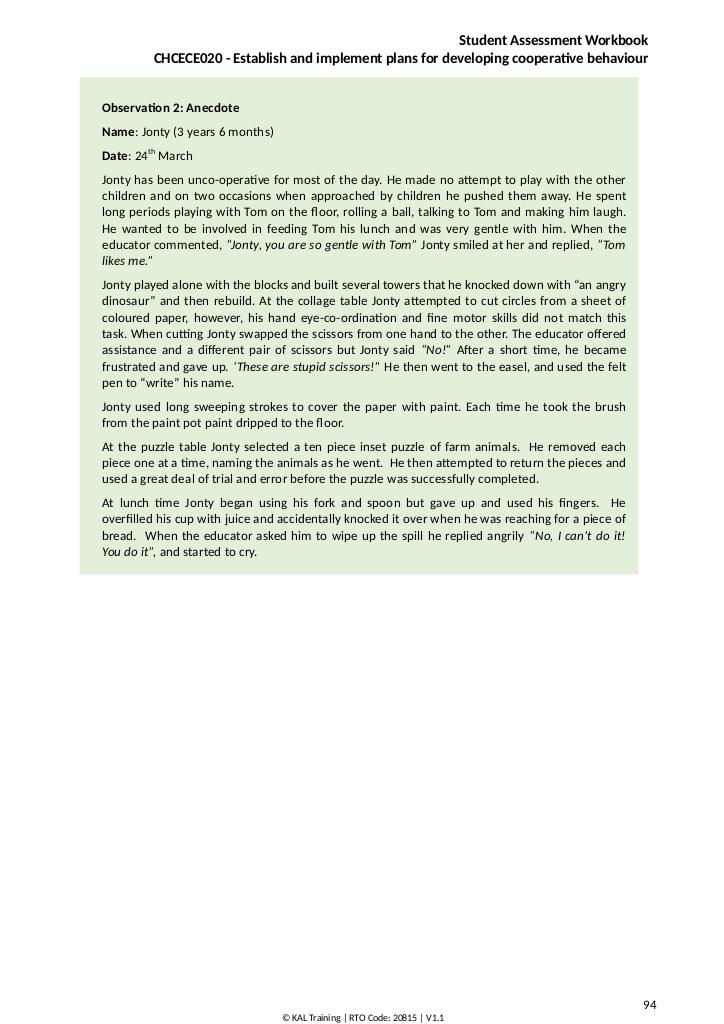 Student Assessment Workbook
CHCECE020 - Establish and implement plans for developing cooperative behaviour
Observation 2: Anecdote
Name: Jonty (3 years 6 months)
Date: 24th March
Jonty has been unco-operative for most of the day. He made no attempt to play with the other
children and on two occasions when approached by children he pushed them away. He spent
long periods playing with Tom on the floor, rolling a ball, talking to Tom and making him laugh.
He wanted to be involved in feeding Tom his lunch and was very gentle with him. When the
educator commented, “Jonty, you are so gentle with Tom” Jonty smiled at her and replied, “Tom
likes me.”
Jonty played alone with the blocks and built several towers that he knocked down with “an angry
dinosaur” and then rebuild. At the collage table Jonty attempted to cut circles from a sheet of
coloured paper, however, his hand eye-co-ordination and fine motor skills did not match this
task. When cutting Jonty swapped the scissors from one hand to the other. The educator offered
assistance and a different pair of scissors but Jonty said “No!” After a short time, he became
frustrated and gave up. ‘These are stupid scissors!” He then went to the easel, and used the felt
pen to “write” his name.
Jonty used long sweeping strokes to cover the paper with paint. Each time he took the brush
from the paint pot paint dripped to the floor.
At the puzzle table Jonty selected a ten piece inset puzzle of farm animals. He removed each
piece one at a time, naming the animals as he went. He then attempted to return the pieces and
used a great deal of trial and error before the puzzle was successfully completed.
At lunch time Jonty began using his fork and spoon but gave up and used his fingers. He
overfilled his cup with juice and accidentally knocked it over when he was reaching for a piece of
bread. When the educator asked him to wipe up the spill he replied angrily “No, I can’t do it!
You do it”, and started to cry.
94
© KAL Training | RTO Code: 20815 | V1.1